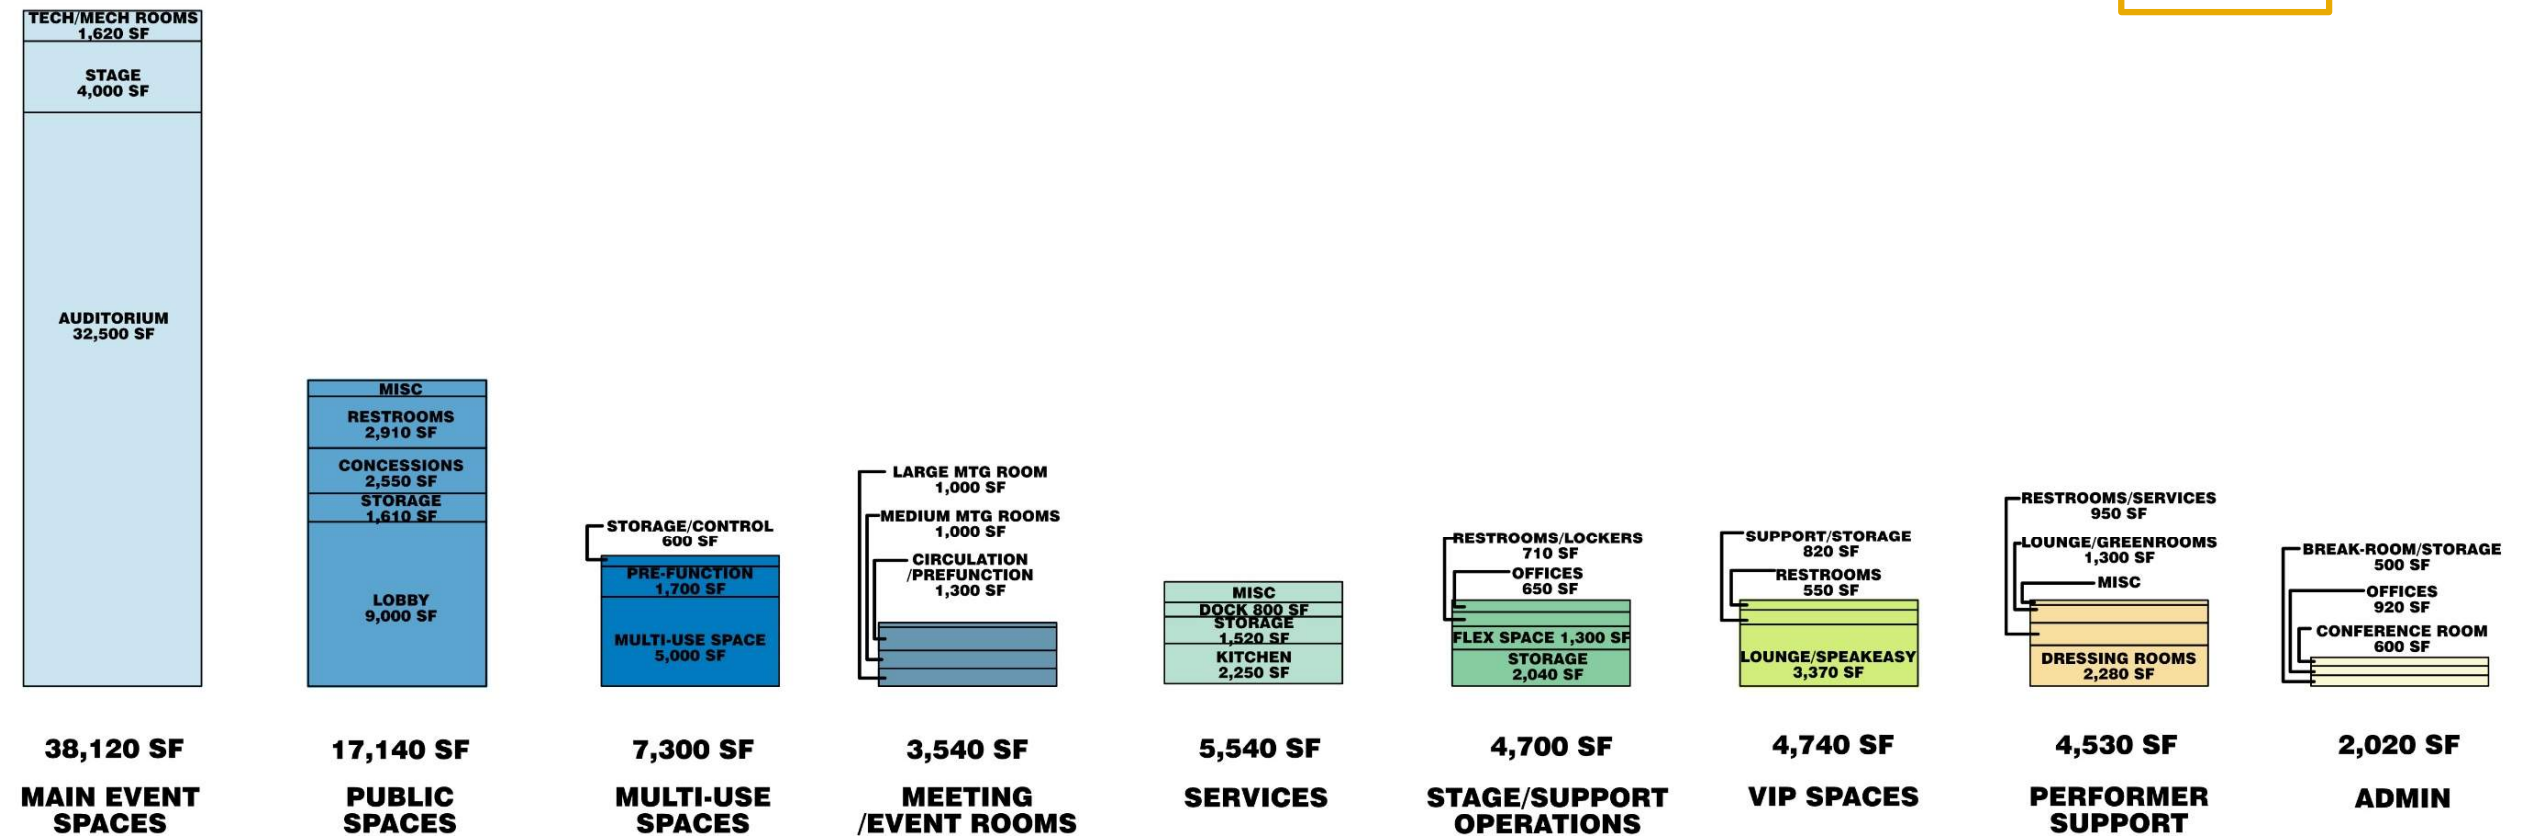 TECH/MECH ROOMS
1,620 SF
STAGE
4,000 SF
AUDITORIUM
32,500 SF
38,120 SF
MAIN EVENT
SPACES
MISC
RESTROOMS
2,910 SF
CONCESSIONS
2,550 SF
STORAGE
1,610 SF
LOBBY
9,000 SF
17,140 SF
PUBLIC
SPACES
STORAGE/CONTROL
600 SF
PRE-FUNCTION
1,700 SF
MULTI-USE SPACE
5,000 SF
7,300 SF
MULTI-USE
SPACES
LARGE MTG ROOM
1,000 SF
MEDIUM MTG ROOMS
1,000 SF
CIRCULATION
/PREFUNCTION
1,300 SF
3,540 SF
MEETING
/EVENT ROOMS
MISC
DOCK 800 SF
STORAGE
1,520 SF
KITCHEN
2,250 SF
5,540 SF
SERVICES
RESTROOMS/LOCKERS
710 SF
OFFICES
650 SF
FLEX SPACE 1,300 SF
STORAGE
2,040 SF
4,700 SF
STAGE/SUPPORT
OPERATIONS
SUPPORT/STORAGE
820 SF
RESTROOMS
550 SF
LOUNGE/SPEAKEASY
3,370 SF
4,740 SF
VIP SPACES
RESTROOMS/SERVICES
950 SF
LOUNGE/GREENROOMS
1,300 SF
MISC
DRESSING ROOMS
2,280 SF
4,530 SF
PERFORMER
SUPPORT
BREAK-ROOM/STORAGE
500 SF
OFFICES
920 SF
CONFERENCE ROOM
600 SF
2,020 SF
ADMIN